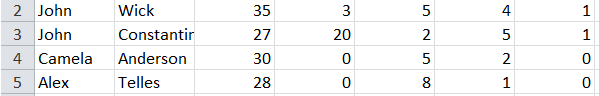 2 John Wick 35 3 5 4 1
3 John Constantin 27 20 2 5 1
4 Camela Anderson 30 0 5 2 0
5 Alex Telles 28 0 8 1 0